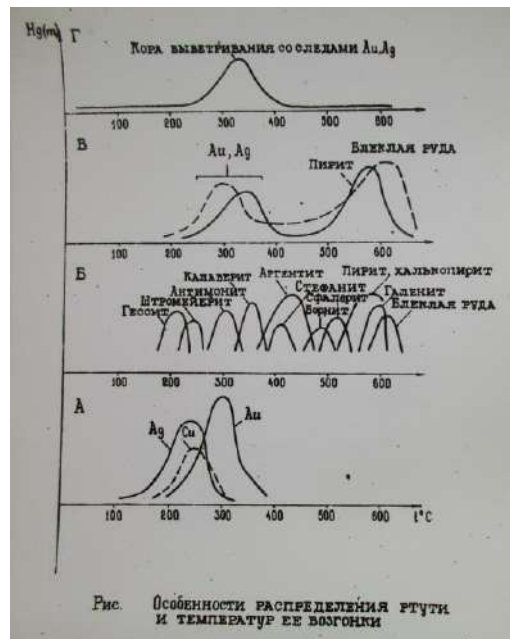 Hg(m) Г
Кора выветривания со следами Au, Ag
100 200 300 400 500 600
В
Au, Ag
Блеклая руда
Пирит
100 200 300 400 500 600
Б
Пирит, халькопирит
Аргентит
Калаверит
Стефанит
Галенит
Антимонит
Сфалерит
Штромейерит
Борнит
Блеклая руда
Гессит
100 200 300 400 500 600
А
Ag
Cu
Au
100 200 300 400 500 600 t°C
Рис. Особенности распределения ртути
и температур ее возгонки